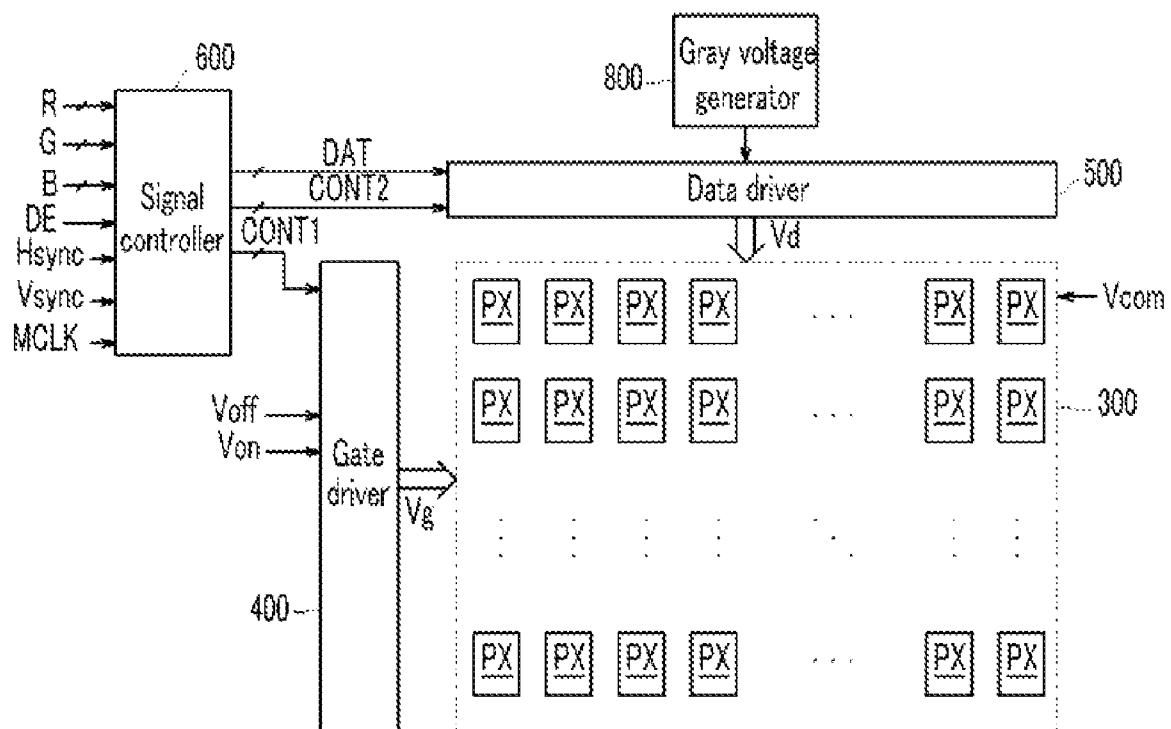 600
800
Gray voltage
generator
R
G
B
DE
Hsync
Vsync
MCLK
Signal
controller
DAT
CONT2
CONT1
Data driver
500
Vd
PX PX PX PX ... PX PX
Vcom
Voff
Von
Gate
driver
Vg
400
PX PX PX PX ... PX PX
300
PX PX PX PX ... PX PX